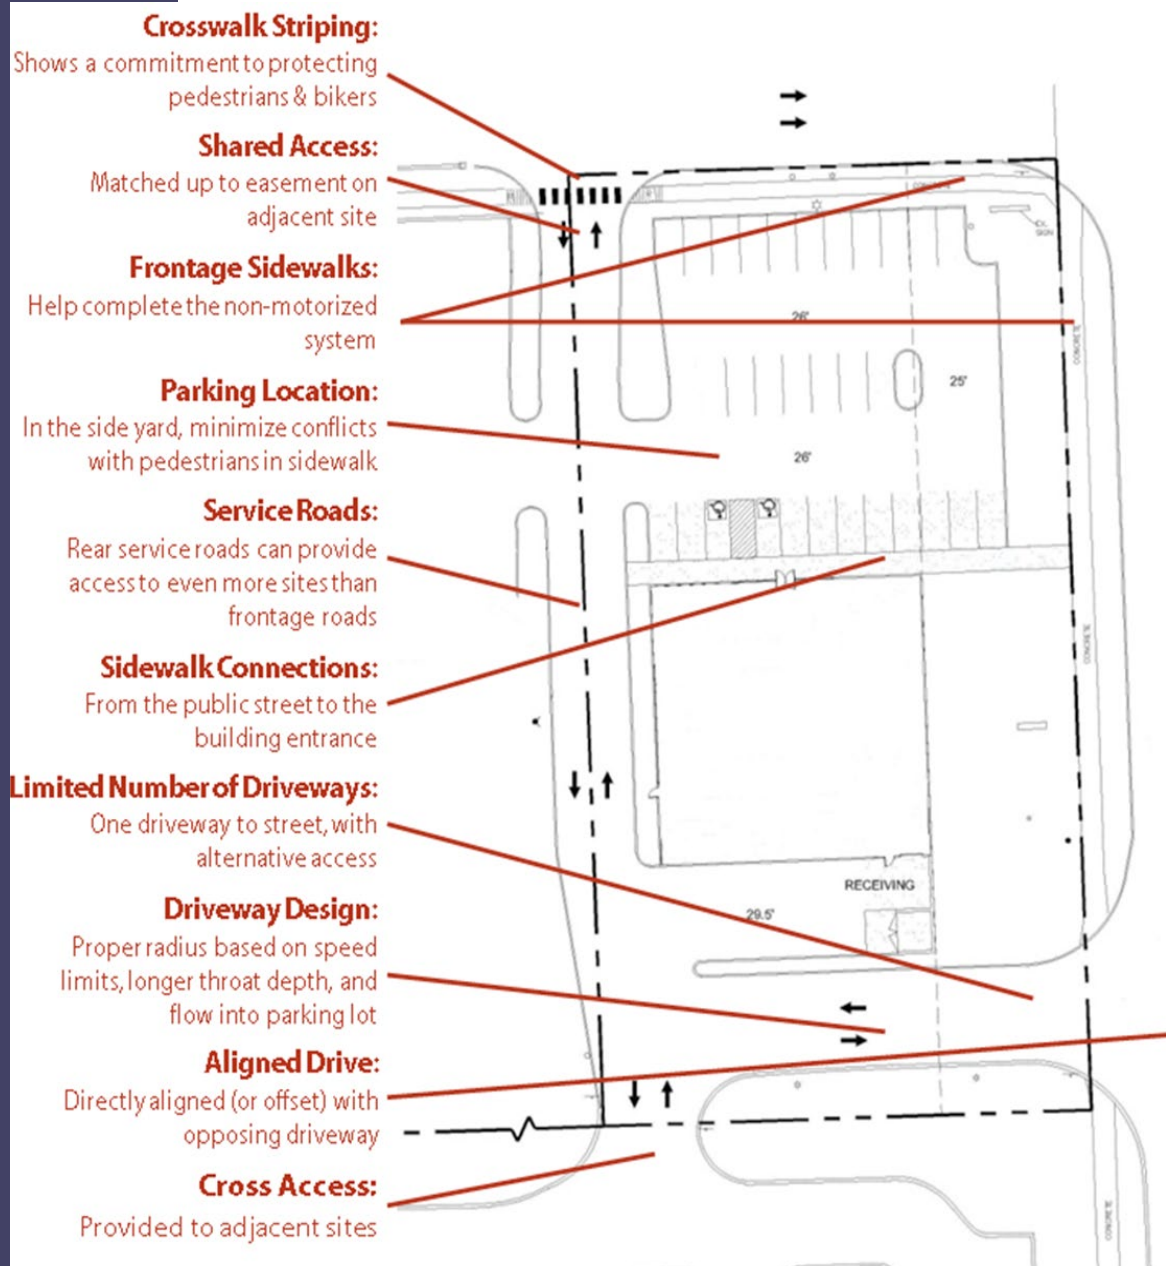 Crosswalk Striping:
Shows a commitment to protecting
pedestrians & bikers
Shared Access:
Matched up to easement on
adjacent site
Frontage Sidewalks:
Help complete the non-motorized
system
Parking Location:
In the side yard, minimize conflicts
with pedestrians in sidewalk
Service Roads:
Rear service roads can provide
access to even more sites than
frontage roads
Sidewalk Connections:
From the public street to the
building entrance
Limited Number of Driveways:
One driveway to street, with
alternative access
Driveway Design:
Proper radius based on speed
limits, longer throat depth, and
flow into parking lot
Aligned Drive:
Directly aligned (or offset) with
opposing driveway
Cross Access:
Provided to adjacent sites
EX.
SIGN
26'
CONCRETE
25'
26'
CONCRETE
RECEIVING
29.5'
CONCRETE